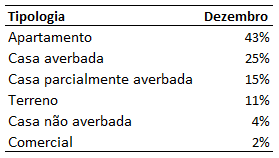 Tipologia Dezembro
Apartamento 43%
Casa averbada 25%
Casa parcialmente averbada 15%
Terreno 11%
Casa não averbada 4%
Comercial 2%